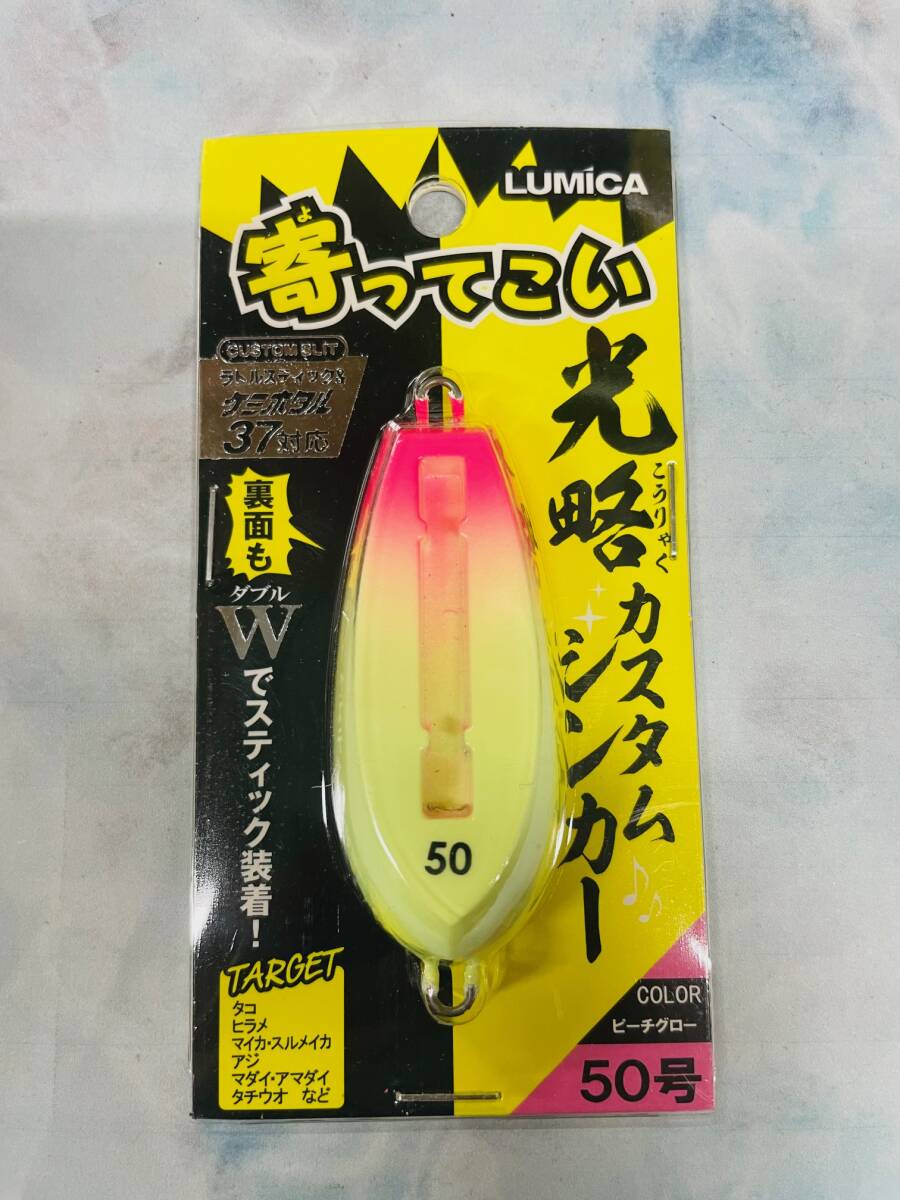 LUMICA
よ
寄ってこい
CUSTOM SLIT
ラトルスティック&
ケミホタル
37対応
裏面も
ダブル
Wでスティック装着!
光略カスタム
こうりゃく
シンカー
50
TARGET
タコ
ヒラメ
マイカ・スルメイカ
アジ
マダイ・アマダイ
タチウオ など
COLOR
ピーチグロー
50号